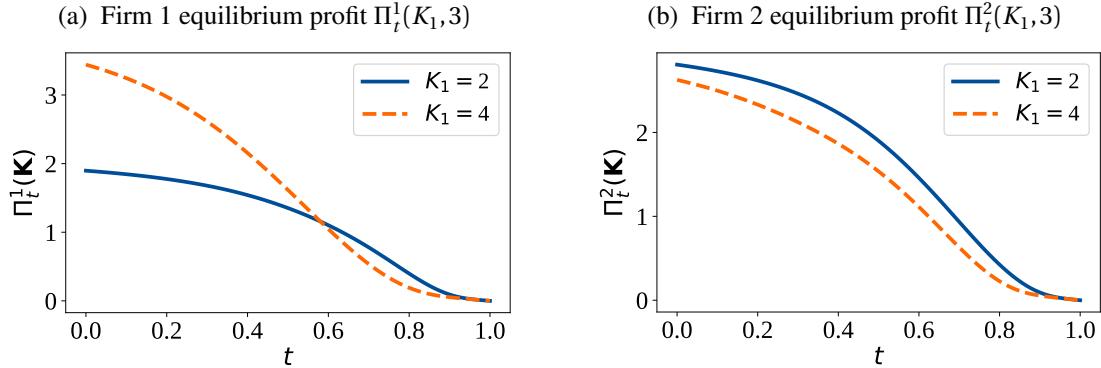 (a) Firm 1 equilibrium profit Π¹ₜ(K₁,3)
3
2
1
0
Π¹ₜ(𝐊)
K₁ = 2
K₁ = 4
0.0 0.2 0.4 0.6 0.8 1.0
t
(b) Firm 2 equilibrium profit Π²ₜ(K₁,3)
2
1
0
Π²ₜ(𝐊)
K₁ = 2
K₁ = 4
0.0 0.2 0.4 0.6 0.8 1.0
t